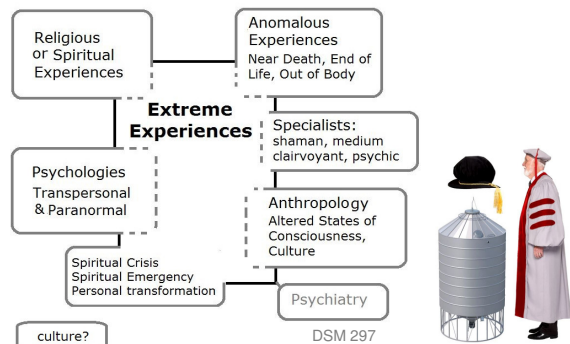 Religious
or Spiritual
Experiences
Anomalous
Experiences
Near Death, End of
Life, Out of Body
Extreme
Experiences
Specialists:
shaman, medium
clairvoyant, psychic
Psychologies
Transpersonal
& Paranormal
Anthropology
Altered States of
Consciousness,
Culture
Spiritual Crisis
Spiritual Emergency
Personal transformation
Psychiatry
culture?
DSM 297